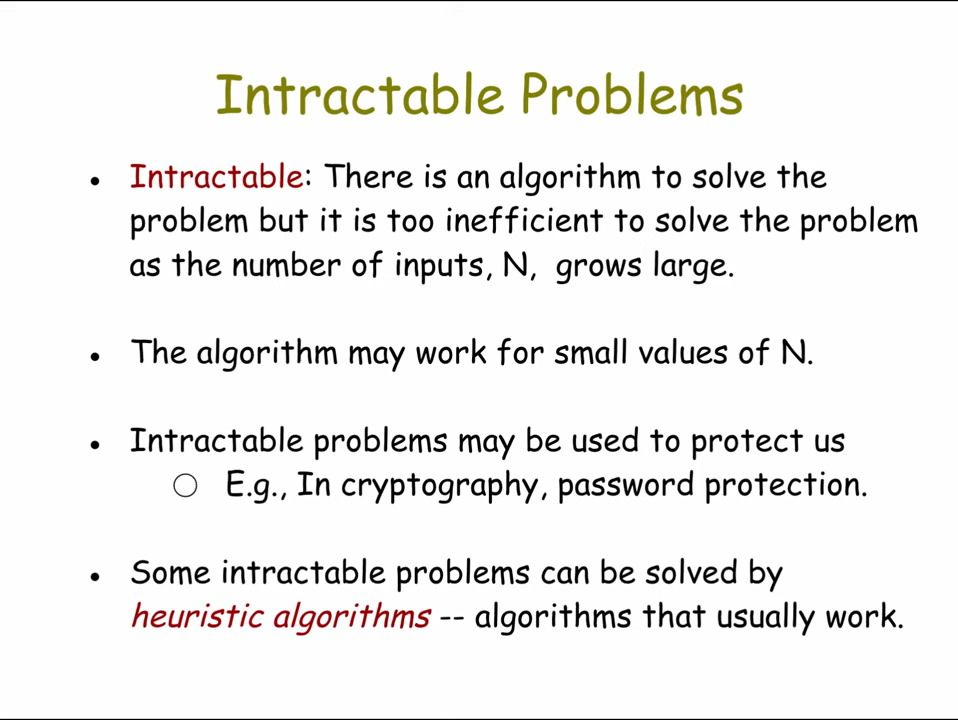 Intractable Problems
• Intractable: There is an algorithm to solve the
problem but it is too inefficient to solve the problem
as the number of inputs, N, grows large.
• The algorithm may work for small values of N.
• Intractable problems may be used to protect us
○ E.g., In cryptography, password protection.
• Some intractable problems can be solved by
heuristic algorithms -- algorithms that usually work.